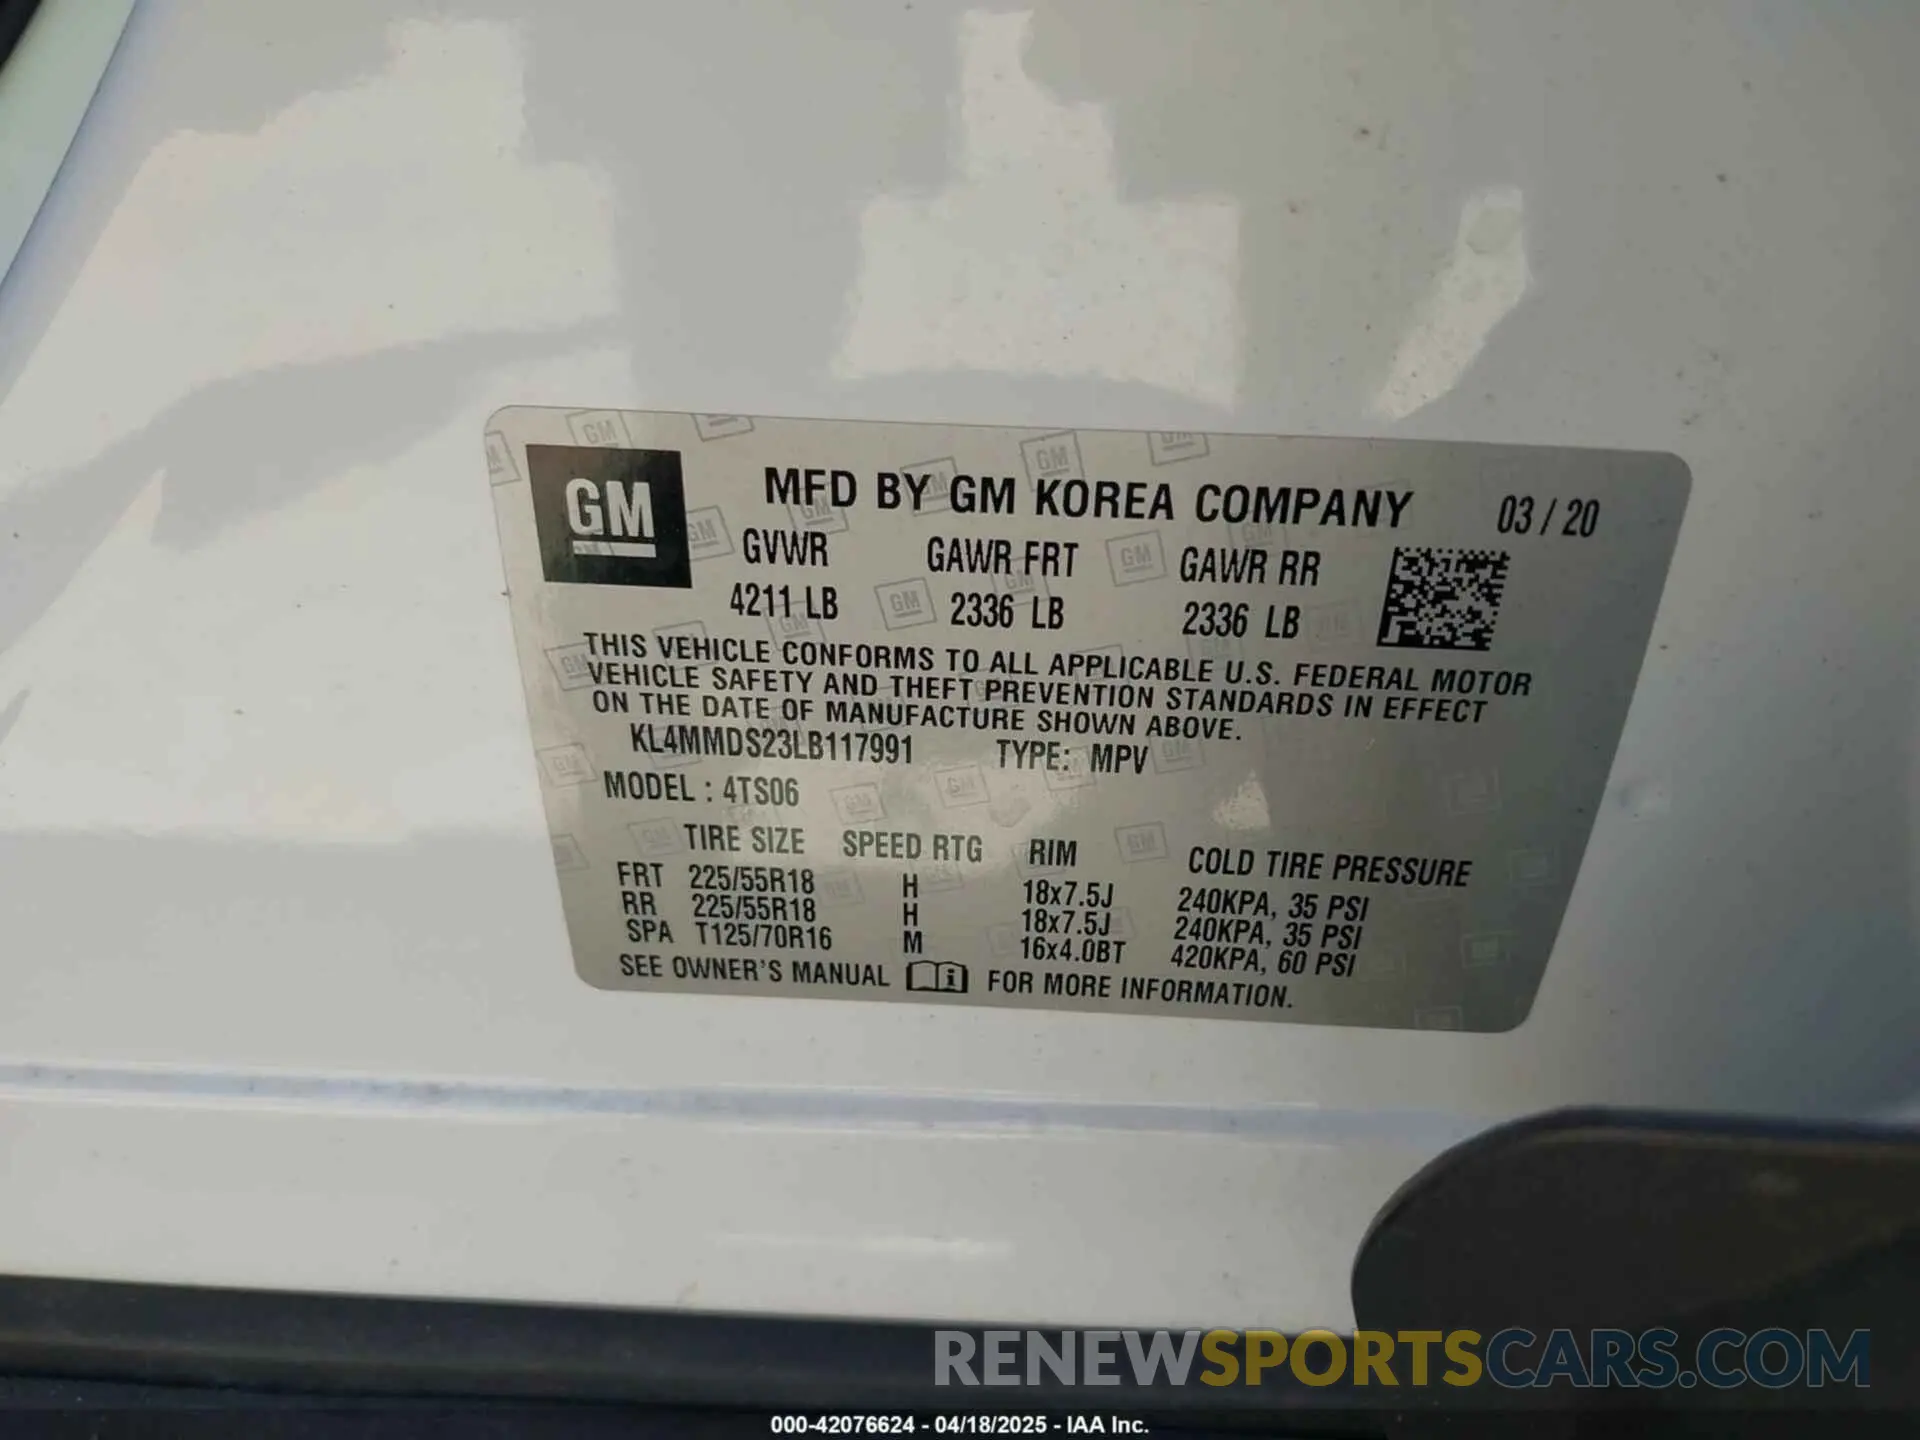 GM
MFD BY GM KOREA COMPANY 03 / 20
GVWR GAWR FRT GAWR RR
4211 LB 2336 LB 2336 LB
THIS VEHICLE CONFORMS TO ALL APPLICABLE U.S. FEDERAL MOTOR
VEHICLE SAFETY AND THEFT PREVENTION STANDARDS IN EFFECT
ON THE DATE OF MANUFACTURE SHOWN ABOVE.
KL4MMDS23LB117991 TYPE: MPV
MODEL : 4TS06
TIRE SIZE SPEED RTG RIM COLD TIRE PRESSURE
FRT 225/55R18 H 18x7.5J 240KPA, 35 PSI
RR 225/55R18 H 18x7.5J 240KPA, 35 PSI
SPA T125/70R16 M 16x4.0BT 420KPA, 60 PSI
SEE OWNER'S MANUAL i FOR MORE INFORMATION.
RENEWSPORTSCARS.COM
000-42076624 - 04/18/2025 - IAA Inc.